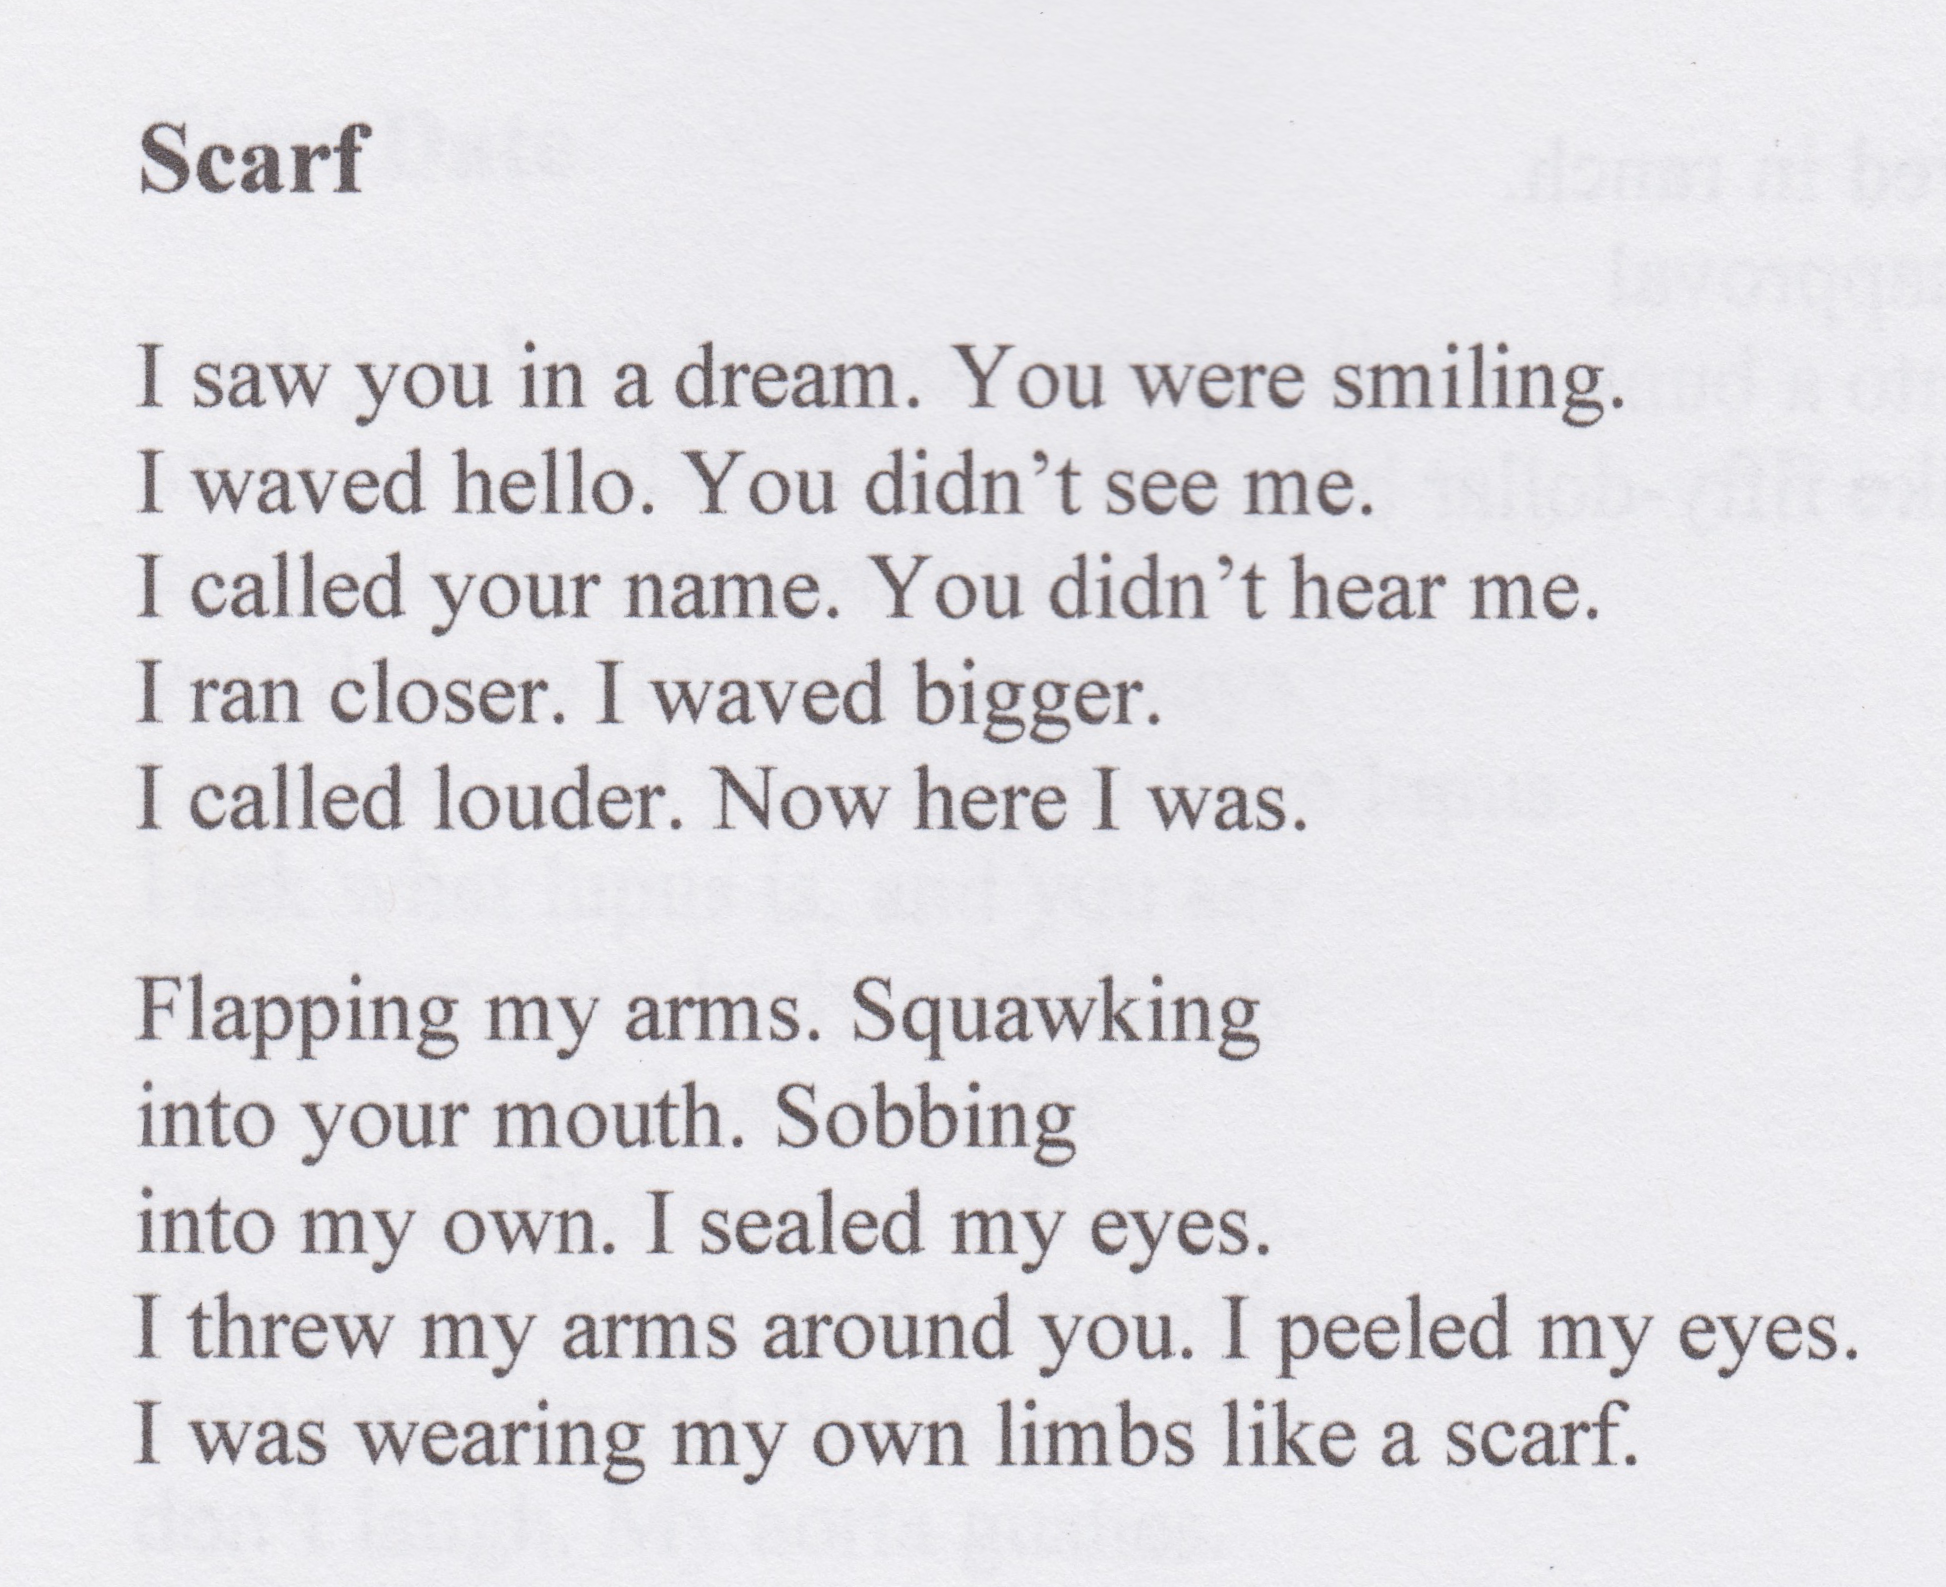 Scarf
I saw you in a dream. You were smiling.
I waved hello. You didn’t see me.
I called your name. You didn’t hear me.
I ran closer. I waved bigger.
I called louder. Now here I was.
Flapping my arms. Squawking
into your mouth. Sobbing
into my own. I sealed my eyes.
I threw my arms around you. I peeled my eyes.
I was wearing my own limbs like a scarf.